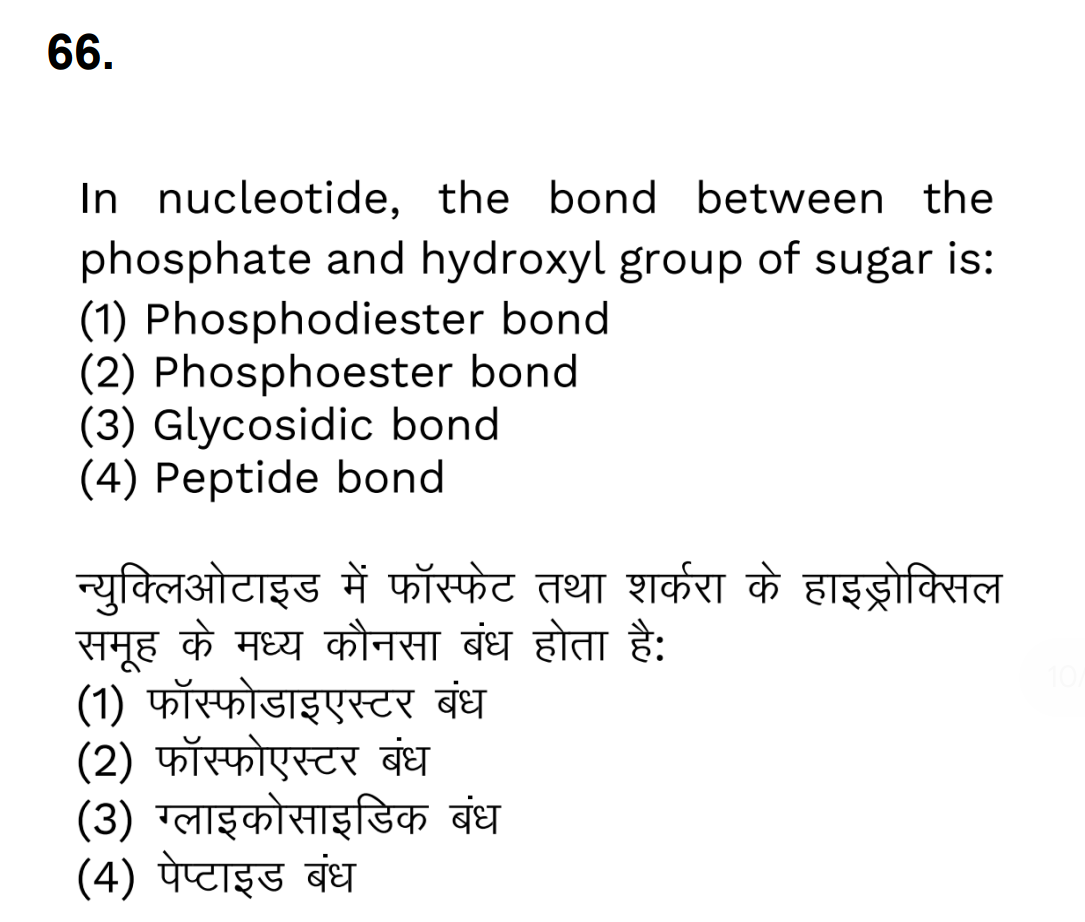 66.
In nucleotide, the bond between the
phosphate and hydroxyl group of sugar is:
(1) Phosphodiester bond
(2) Phosphoester bond
(3) Glycosidic bond
(4) Peptide bond
न्युक्लिओटाइड में फॉस्फेट तथा शर्करा के हाइड्रोक्सिल
समूह के मध्य कौनसा बंध होता है:
(1) फॉस्फोडाइएस्टर बंध
(2) फॉस्फोएस्टर बंध
(3) ग्लाइकोसाइडिक बंध
(4) पेप्टाइड बंध